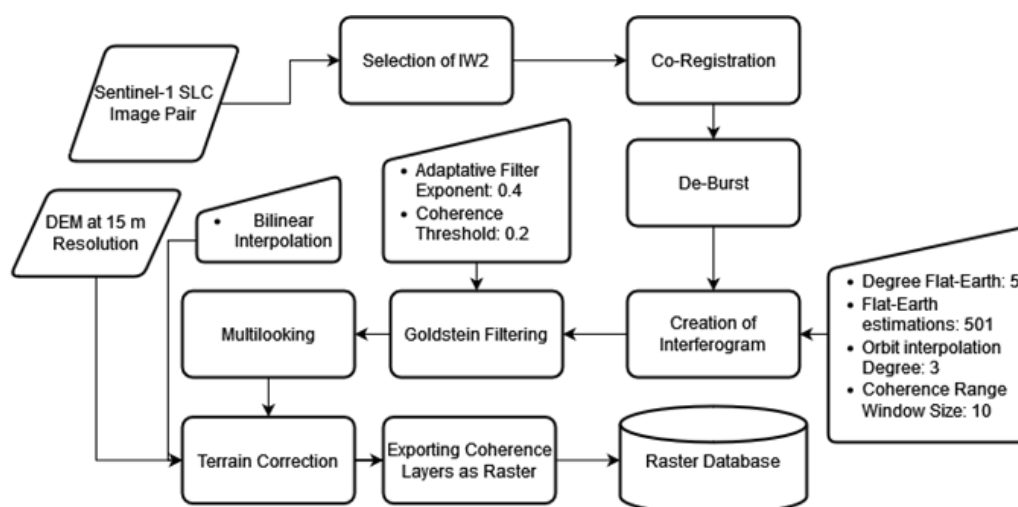 Sentinel-1 SLC
Image Pair
Selection of IW2
Co-Registration
De-Burst
• Degree Flat-Earth: 5
• Flat-Earth
estimations: 501
• Orbit interpolation
Degree: 3
• Coherence Range
Window Size: 10
Creation of
Interferogram
• Adaptative Filter
Exponent: 0.4
• Coherence
Threshold: 0.2
Goldstein Filtering
Multilooking
DEM at 15 m
Resolution
• Bilinear
Interpolation
Terrain Correction
Exporting Coherence
Layers as Raster
Raster Database